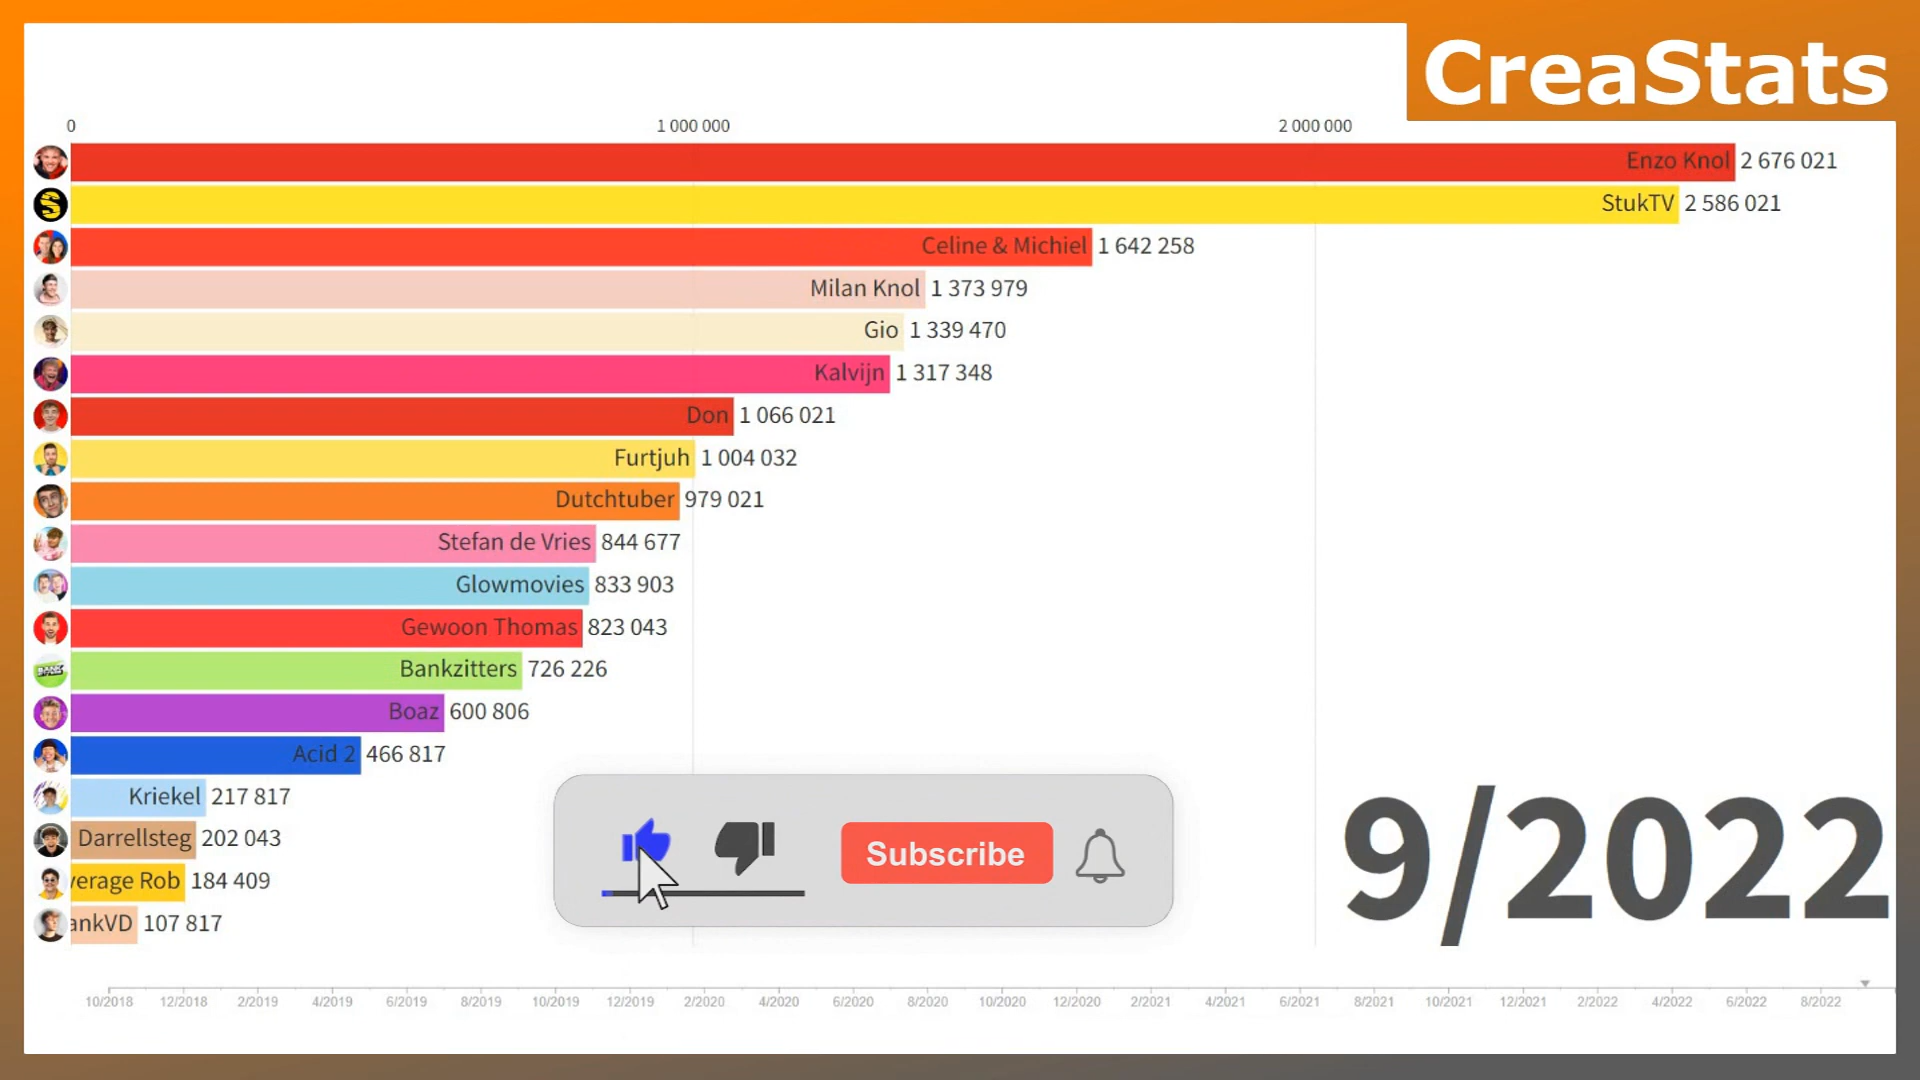 CreaStats
0 1 000 000 2 000 000
Enzo Knol 2 676 021
StukTV 2 586 021
Celine & Michiel 1 642 258
Milan Knol 1 373 979
Gio 1 339 470
Kalvijn 1 317 348
Don 1 066 021
Furtjuh 1 004 032
Dutchtuber 979 021
Stefan de Vries 844 677
Glowmovies 833 903
Gewoon Thomas 823 043
Bankzitters 726 226
Boaz 600 806
Acid 2 466 817
Kriekel 217 817
Darrellsteg 202 043
verage Rob 184 409
ankVD 107 817
Subscribe
9/2022
10/2018 12/2018 2/2019 4/2019 6/2019 8/2019 10/2019 12/2019 2/2020 4/2020 6/2020 8/2020 10/2020 12/2020 2/2021 4/2021 6/2021 8/2021 10/2021 12/2021 2/2022 4/2022 6/2022 8/2022